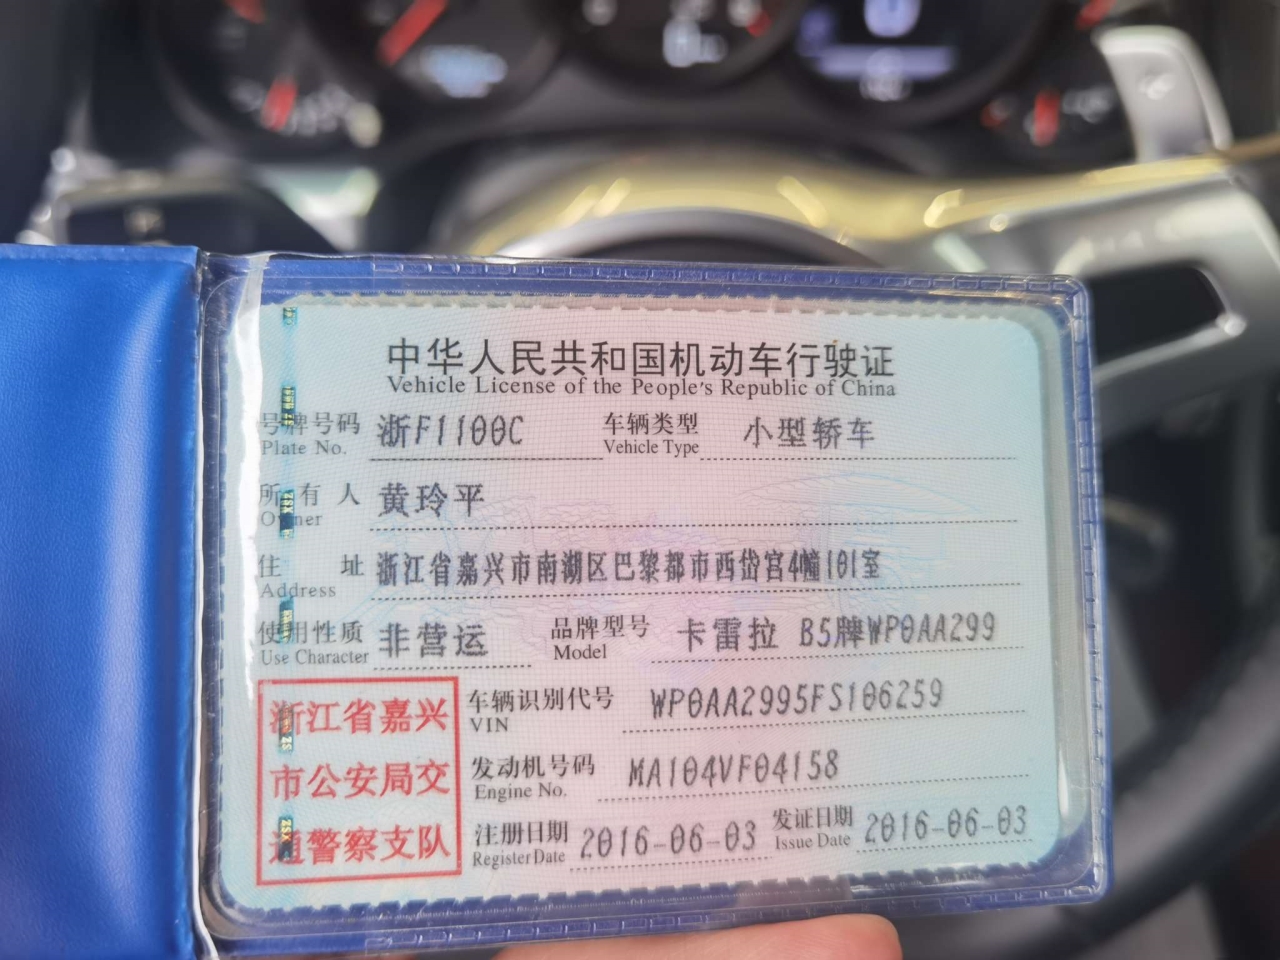 中华人民共和国机动车行驶证
Vehicle License of the People's Republic of China
号牌号码 浙F1100C 车辆类型 小型轿车
Plate No. Vehicle Type
所有人 黄玲平
Owner
住址 浙江省嘉兴市南湖区巴黎都市西岱宫4幢101室
Address
使用性质 非营运 品牌型号 卡雷拉 B5牌WP0AA299
Use Character Model
浙江省嘉兴
市公安局交
通警察支队
车辆识别代号 WP0AA2995FS106259
VIN
发动机号码 MA104VF04158
Engine No.
注册日期 2016-06-03 发证日期 2016-06-03
Register Date Issue Date